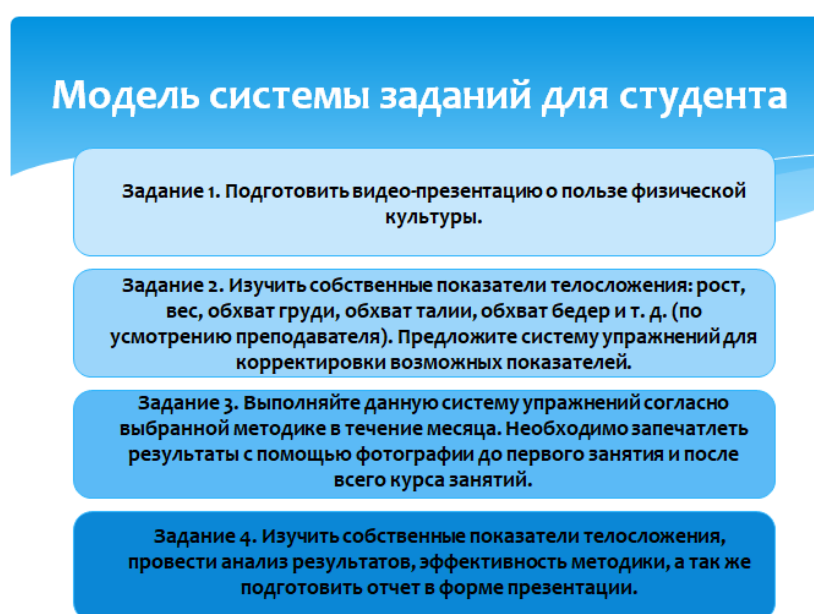 Модель системы заданий для студента
Задание 1. Подготовить видео-презентацию о пользе физической
культуры.
Задание 2. Изучить собственные показатели телосложения: рост,
вес, обхват груди, обхват талии, обхват бедер и т. д. (по
усмотрению преподавателя). Предложите систему упражнений для
корректировки возможных показателей.
Задание 3. Выполняйте данную систему упражнений согласно
выбранной методике в течение месяца. Необходимо запечатлеть
результаты с помощью фотографии до первого занятия и после
всего курса занятий.
Задание 4. Изучить собственные показатели телосложения,
провести анализ результатов, эффективность методики, а так же
подготовить отчет в форме презентации.